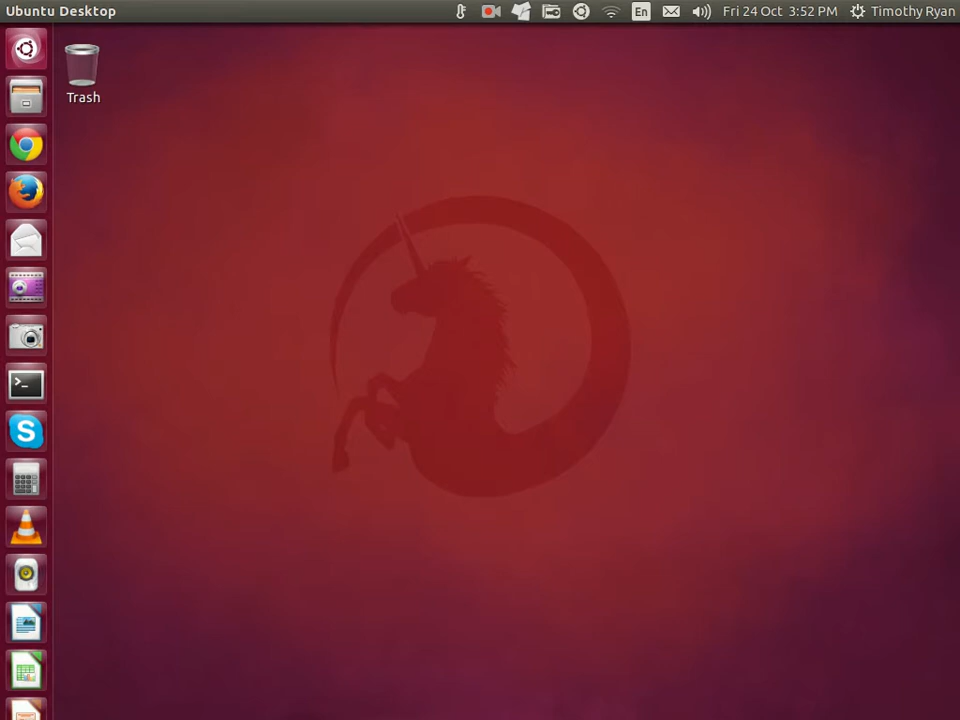 Ubuntu Desktop
En
Fri 24 Oct 3:52 PM
Timothy Ryan
Trash